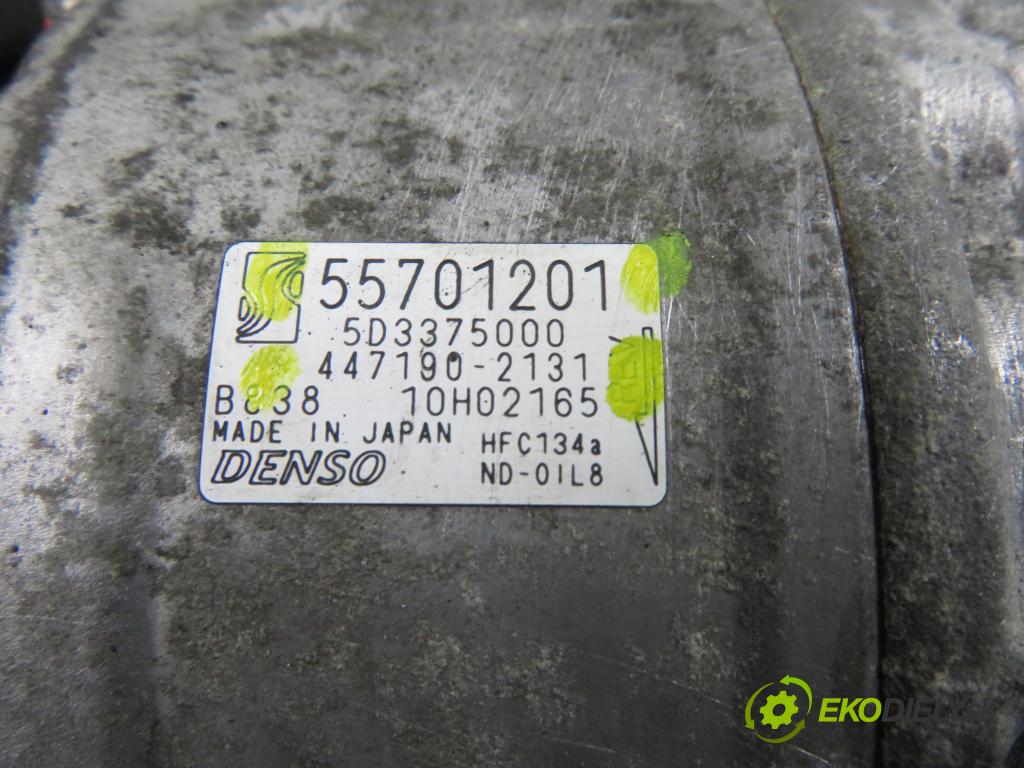 55701201
5D3375000
447190-2131
B838 10H02165
MADE IN JAPAN HFC134a
DENSO ND-OIL8
EKODIELY